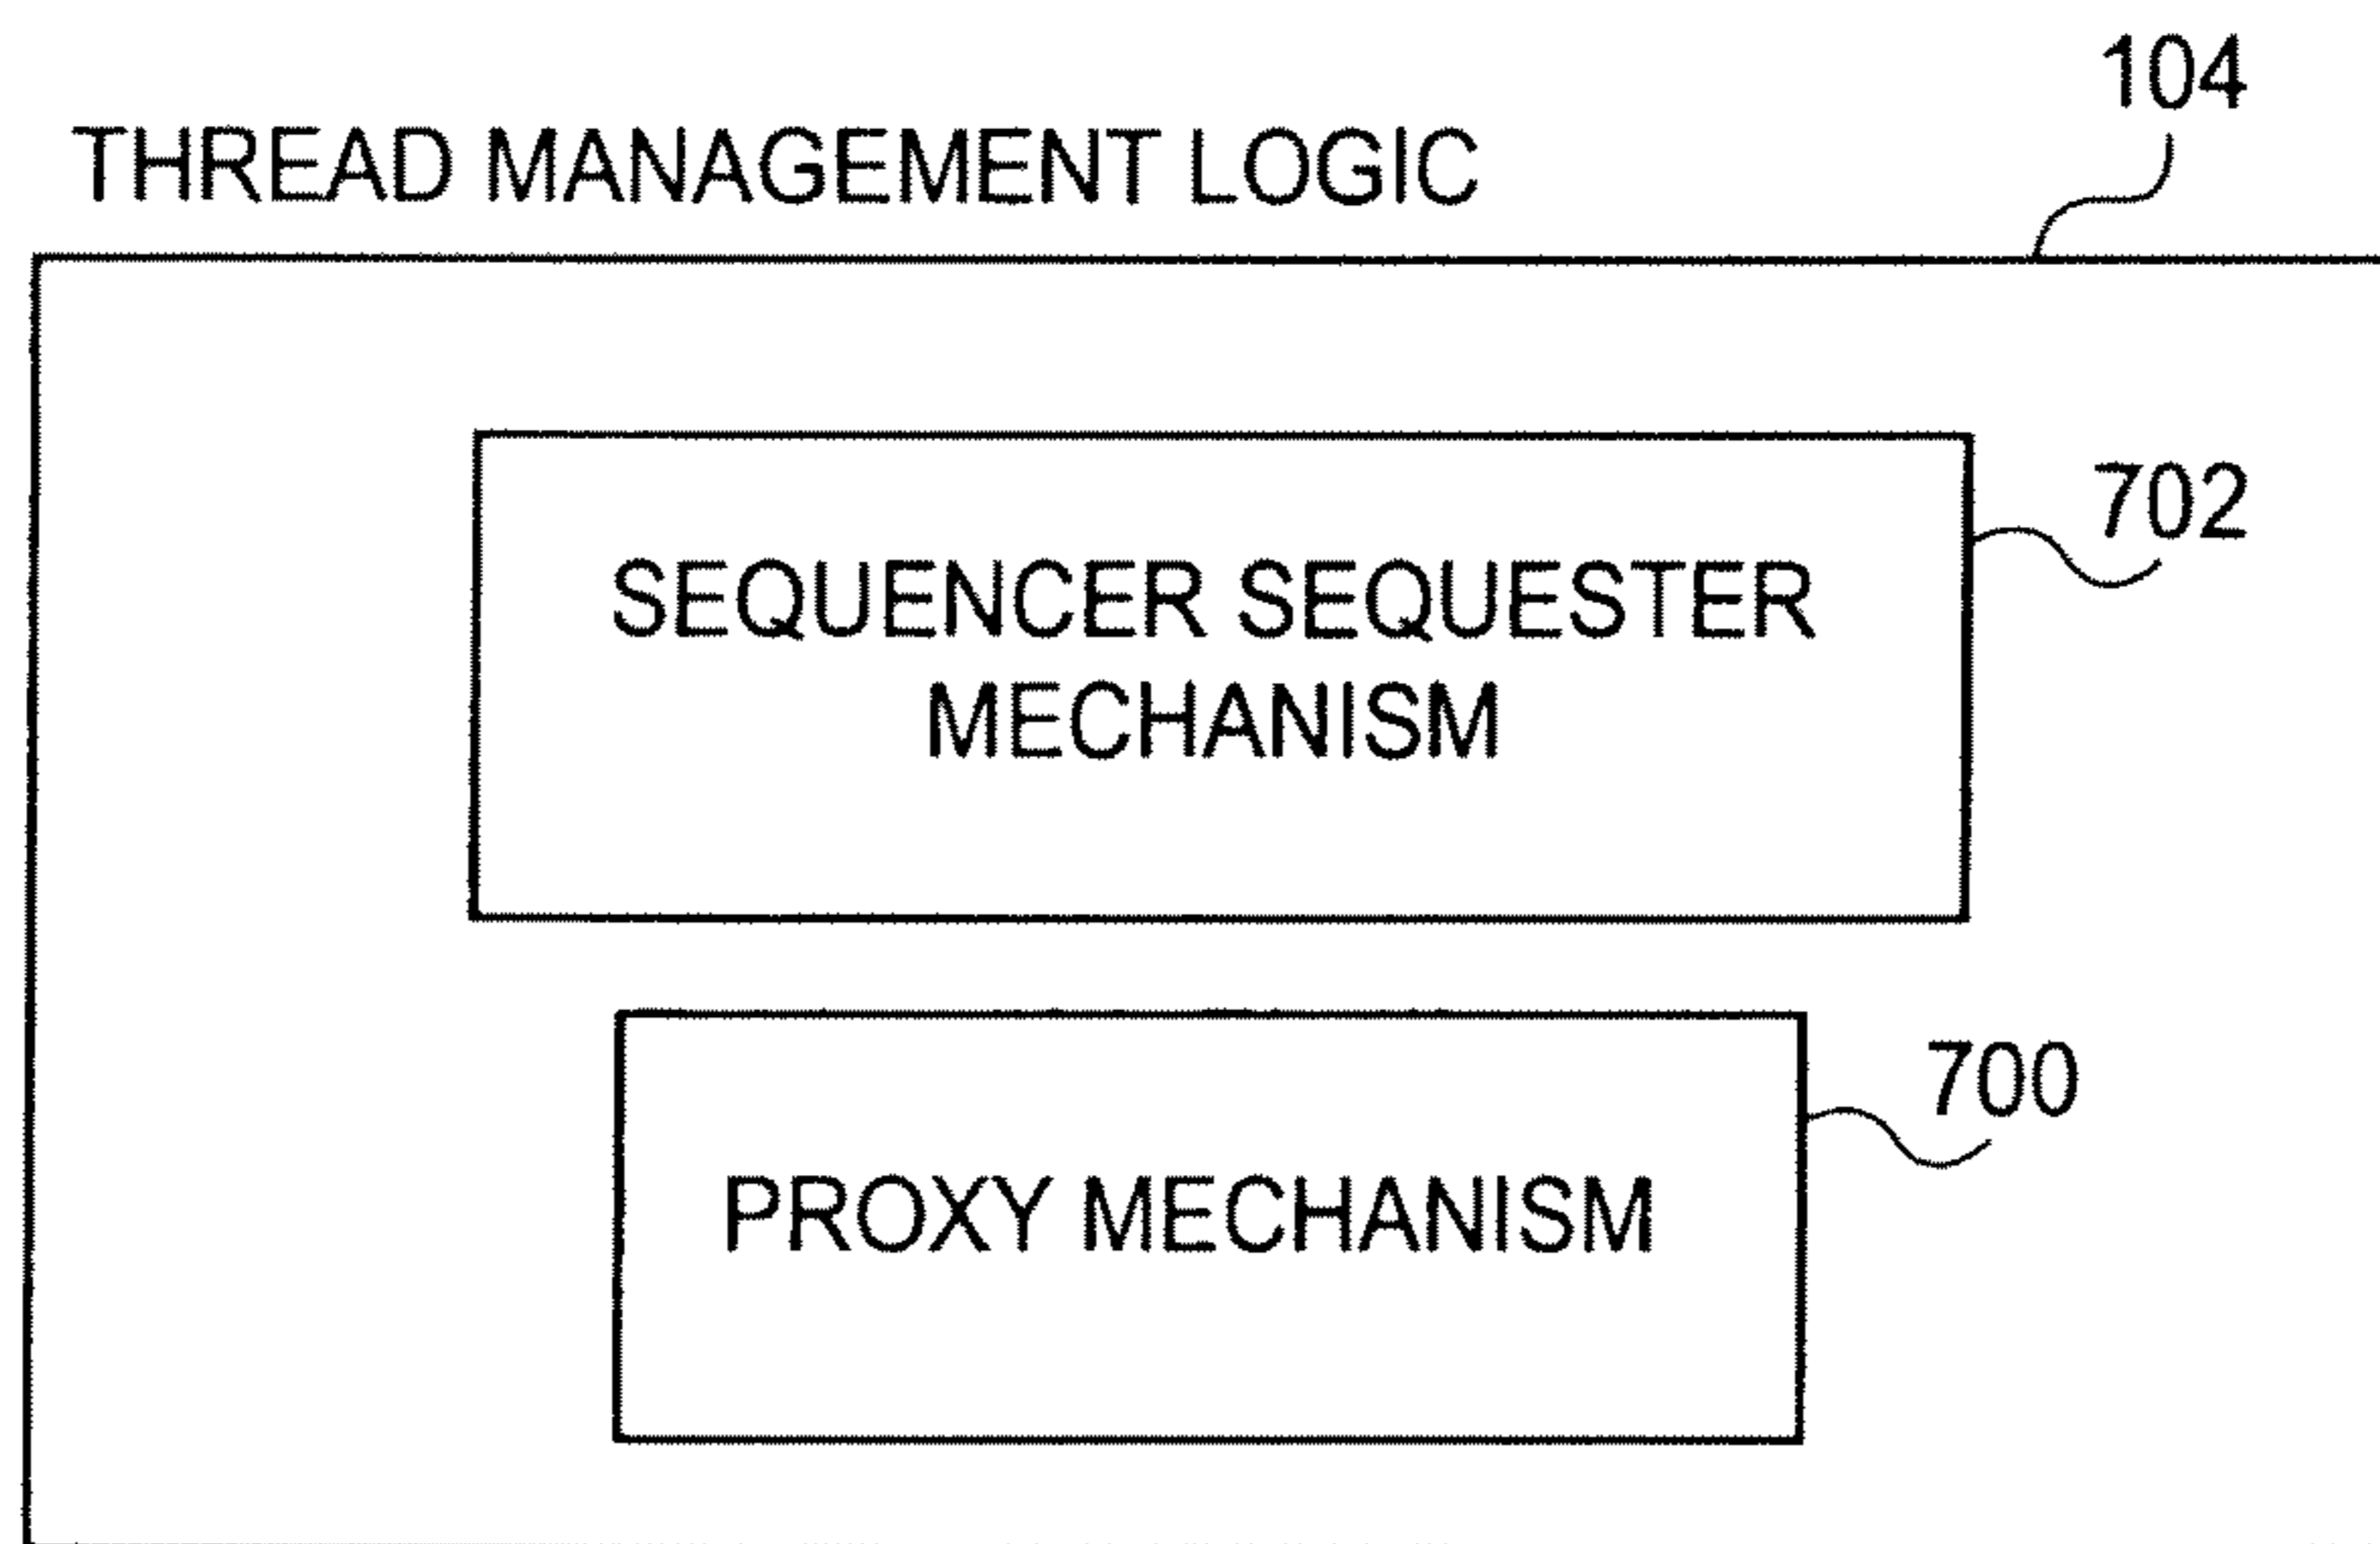 104
THREAD MANAGEMENT LOGIC
702
SEQUENCER SEQUESTER
MECHANISM
700
PROXY MECHANISM